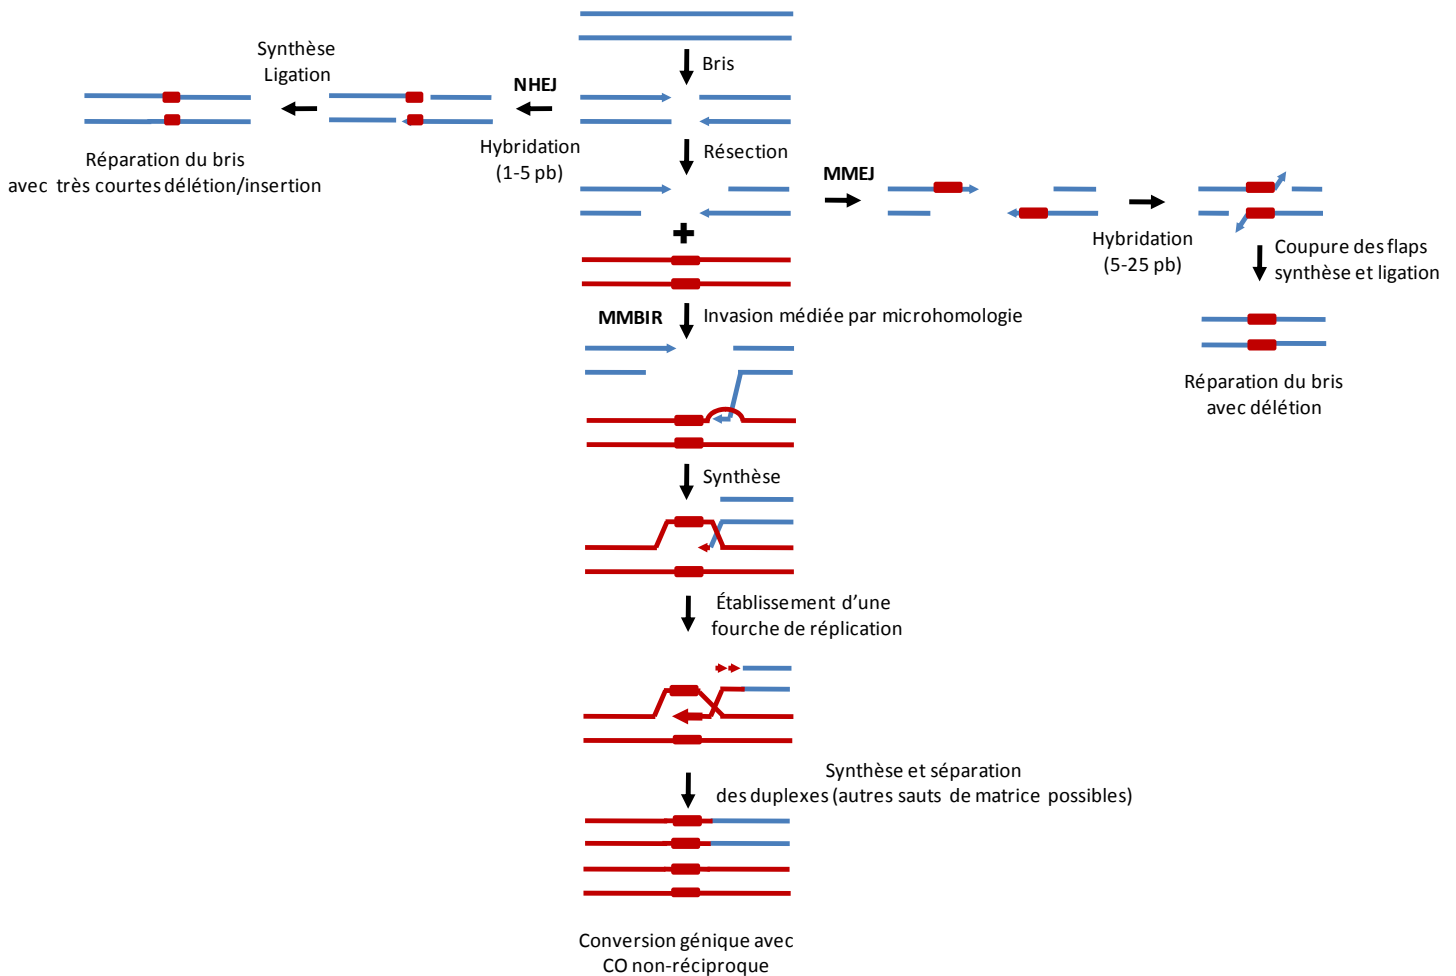 Synthèse
Ligation
Bris
NHEJ
Hybridation
(1-5 pb)
Réparation du bris
avec très courtes délétion/insertion
Résection
MMEJ
Hybridation
(5-25 pb)
Coupure des flaps
synthèse et ligation
Réparation du bris
avec délétion
MMBIR
Invasion médiée par microhomologie
Synthèse
Établissement d'une
fourche de réplication
Synthèse et séparation
des duplexes (autres sauts de matrice possibles)
Conversion génique avec
CO non-réciproque